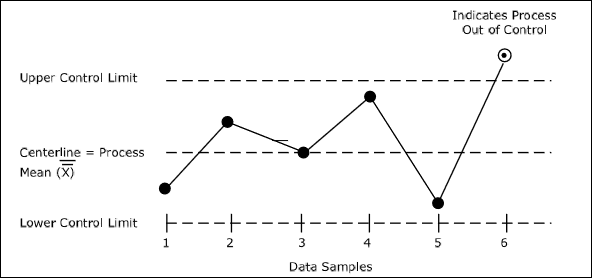 Indicates Process
Out of Control
Upper Control Limit
Centerline = Process
Mean (X̿)
Lower Control Limit
1 2 3 4 5 6
Data Samples